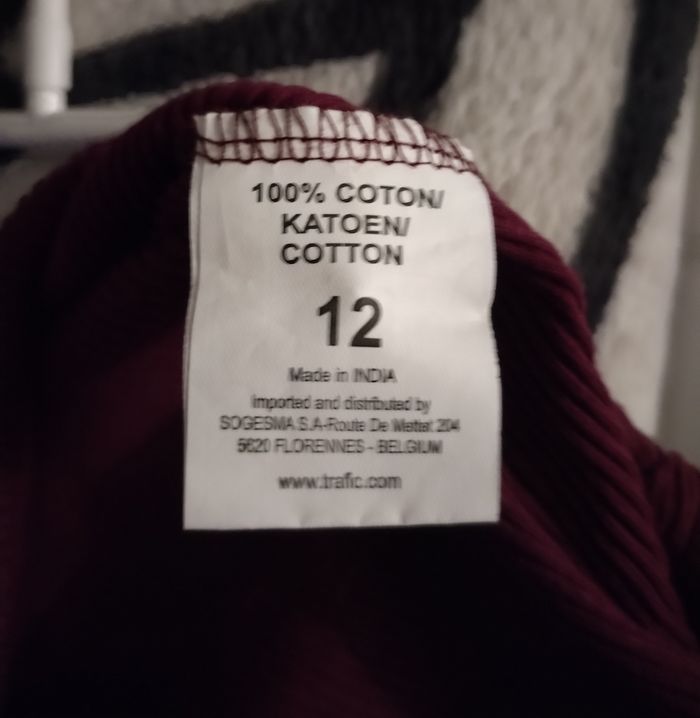 100% COTON/
KATOEN/
COTTON
12
Made in INDIA
Imported and distributed by
SOGESMA S.A-Route De Mettet 204
5620 FLORENNES - BELGIUM
www.trafic.com